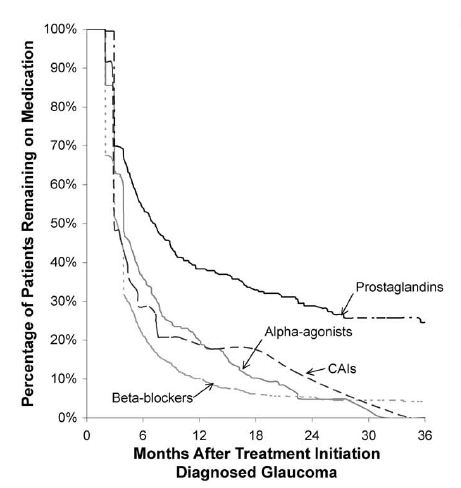 100%
90%
80%
70%
60%
50%
40%
30%
20%
10%
0%
Percentage of Patients Remaining on Medication
Prostaglandins
Alpha-agonists
CAIs
Beta-blockers
0 6 12 18 24 30 36
Months After Treatment Initiation
Diagnosed Glaucoma